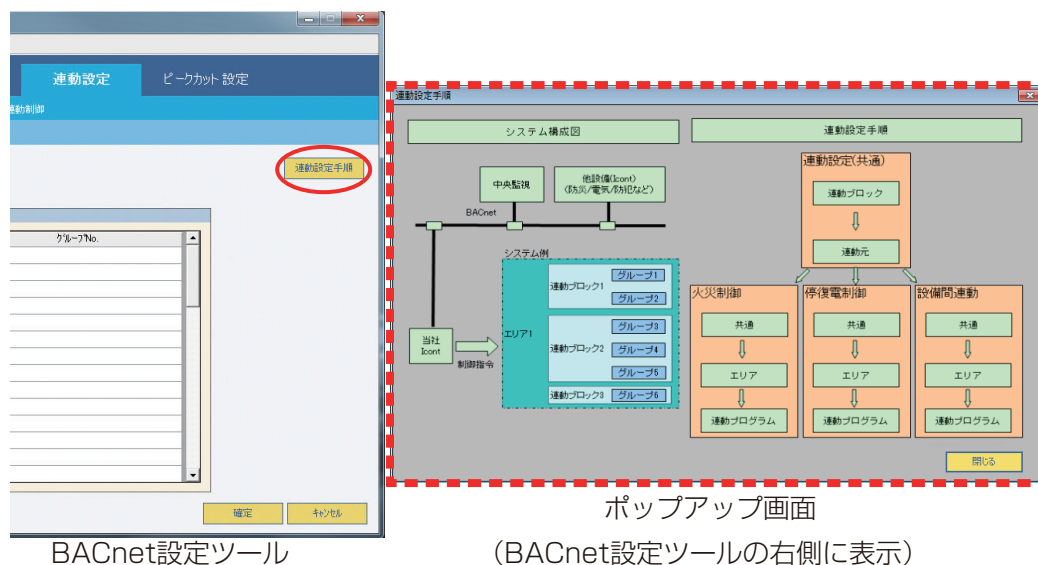 連動設定 ピークカット設定
連動制御
連動設定手順
グループNo.
確定 キャンセル
BACnet設定ツール
連動設定手順
システム構成図
中央監視
他設備(Icont)
(防災/電気/防犯など)
BACnet
システム例
エリア1
連動ブロック1
グループ1
グループ2
連動ブロック2
グループ3
グループ4
グループ5
連動ブロック3
グループ6
当社
Icont
制御指令
連動設定手順
連動設定(共通)
連動ブロック
連動元
火災制御
共通
エリア
連動プログラム
停復電制御
共通
エリア
連動プログラム
設備間連動
共通
エリア
連動プログラム
閉じる
ポップアップ画面
(BACnet設定ツールの右側に表示)